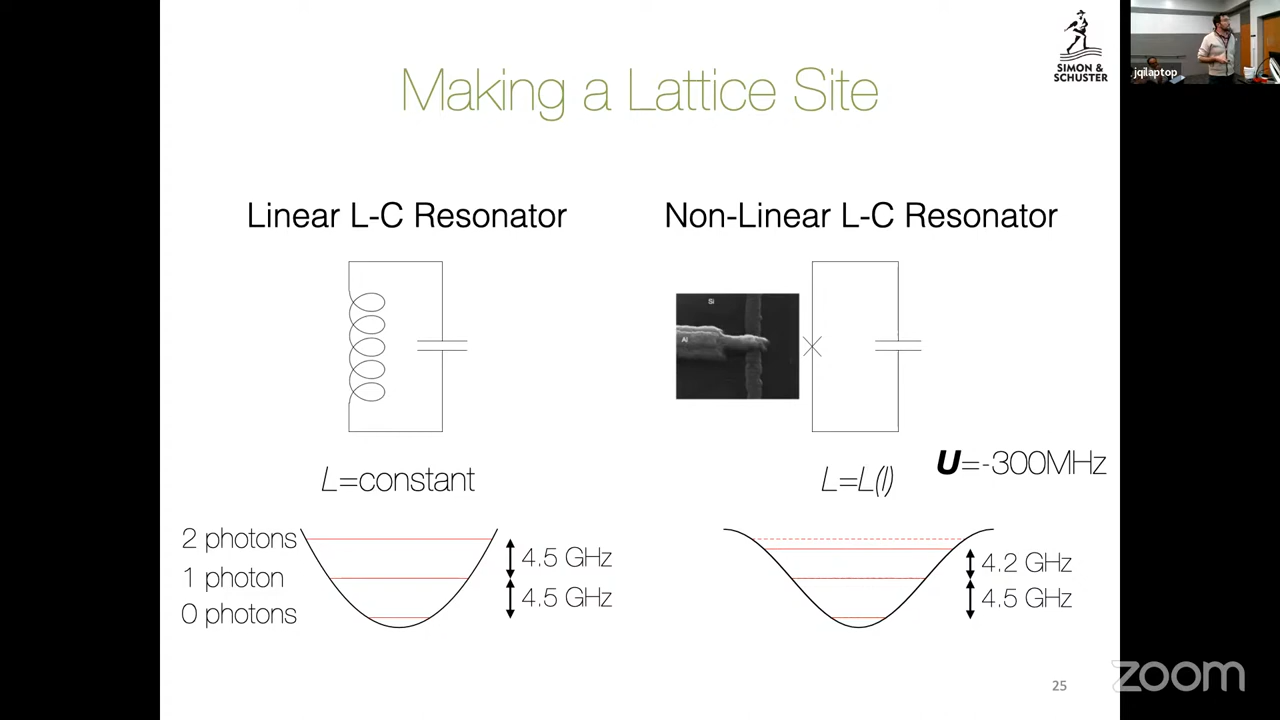 SIMON &
SCHUSTER
jqilaptop
Making a Lattice Site
Linear L-C Resonator
Non-Linear L-C Resonator
Si
Al
L=constant
L=L(I)
U=-300MHz
2 photons
1 photon
0 photons
4.5 GHz
4.5 GHz
4.2 GHz
4.5 GHz
25
zoom